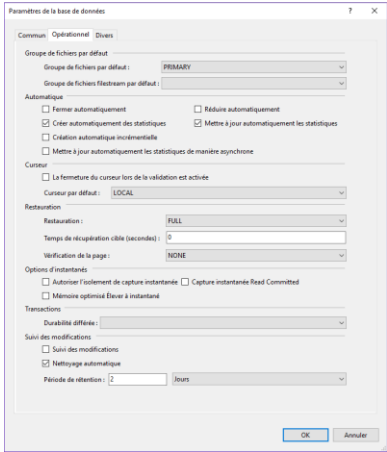 Paramètres de la base de données ? X
Commun Opérationnel Divers
Groupe de fichiers par défaut
Groupe de fichiers par défaut : PRIMARY
Groupe de fichiers filestream par défaut :
Automatique
Fermer automatiquement Réduire automatiquement
Créer automatiquement des statistiques Mettre à jour automatiquement les statistiques
Création automatique incrémentielle
Mettre à jour automatiquement les statistiques de manière asynchrone
Curseur
La fermeture du curseur lors de la validation est activée
Curseur par défaut : LOCAL
Restauration
Restauration : FULL
Temps de récupération cible (secondes) : 0
Vérification de la page : NONE
Options d'instantanés
Autoriser l'isolement de capture instantanée Capture instantanée Read Committed
Mémoire optimisé Élever à instantané
Transactions
Durabilité différée :
Suivi des modifications
Suivi des modifications
Nettoyage automatique
Période de rétention : 2 Jours
OK Annuler